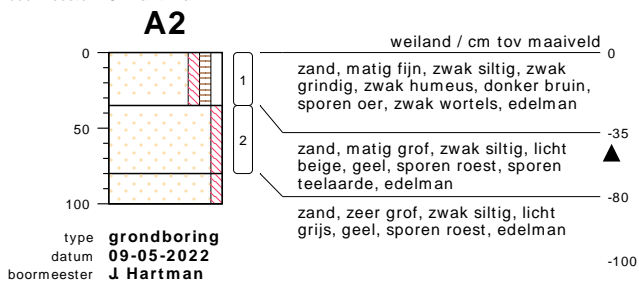 A2
weiland / cm tov maaiveld
0
0
zand, matig fijn, zwak siltig, zwak
grindig, zwak humeus, donker bruin,
sporen oer, zwak wortels, edelman
1
-35
50
2
zand, matig grof, zwak siltig, licht
beige, geel, sporen roest, sporen
teelaarde, edelman
-80
100
zand, zeer grof, zwak siltig, licht
grijs, geel, sporen roest, edelman
-100
type grondboring
datum 09-05-2022
boormeester J. Hartman